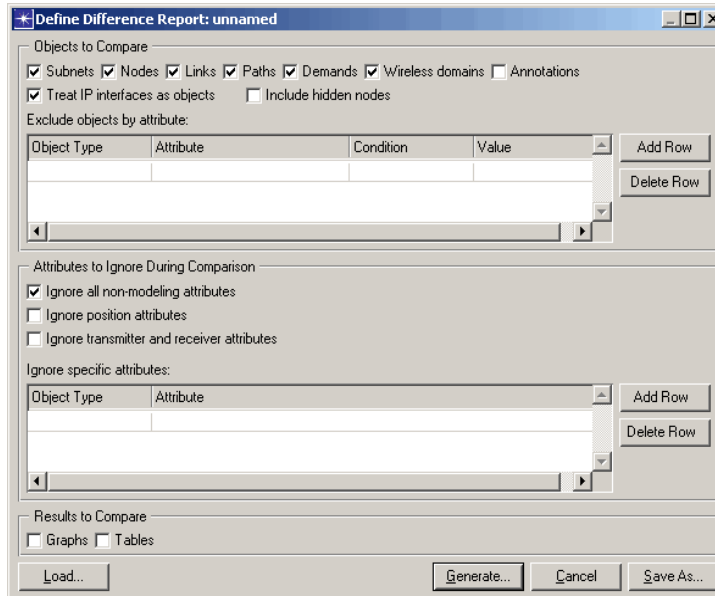 Define Difference Report: unnamed
Objects to Compare
Subnets Nodes Links Paths Demands Wireless domains Annotations
Treat IP interfaces as objects Include hidden nodes
Exclude objects by attribute:
Object Type Attribute Condition Value Add Row
Delete Row
Attributes to Ignore During Comparison
Ignore all non-modeling attributes
Ignore position attributes
Ignore transmitter and receiver attributes
Ignore specific attributes:
Object Type Attribute Add Row
Delete Row
Results to Compare
Graphs Tables
Load... Generate... Cancel Save As...